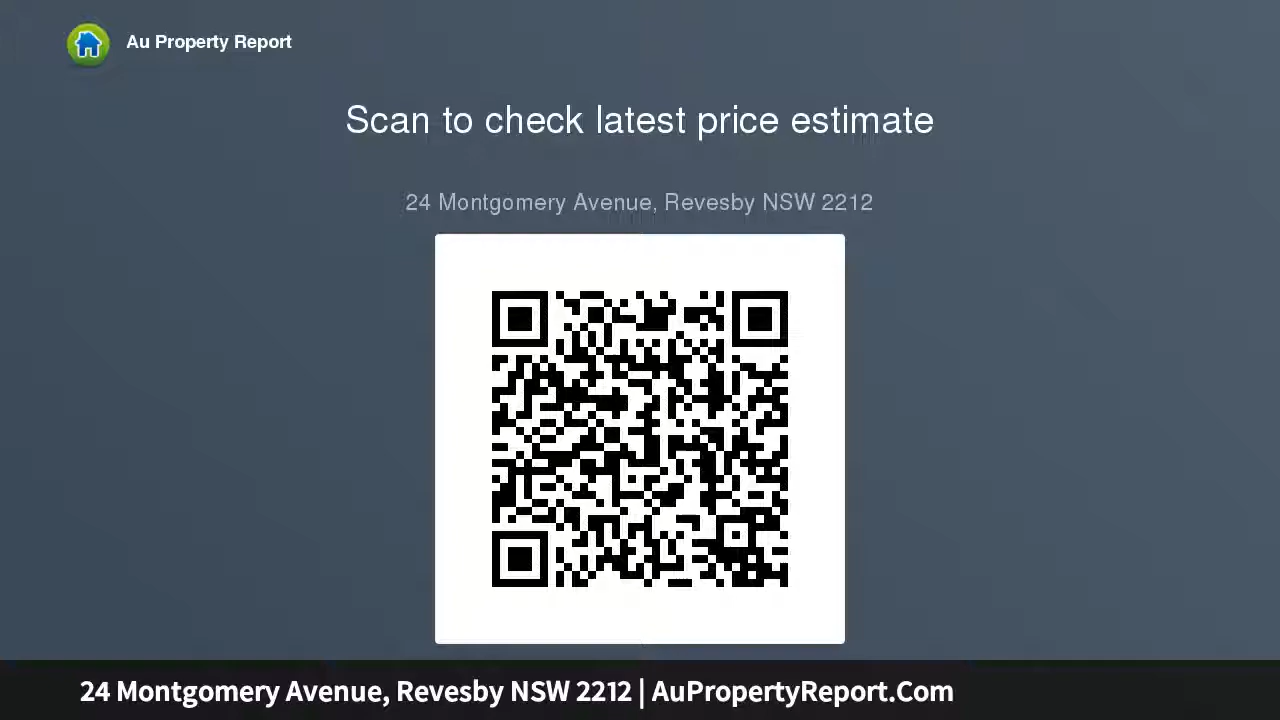 Au Property Report
Scan to check latest price estimate
24 Montgomery Avenue, Revesby NSW 2212
24 Montgomery Avenue, Revesby NSW 2212 | AuPropertyReport.Com